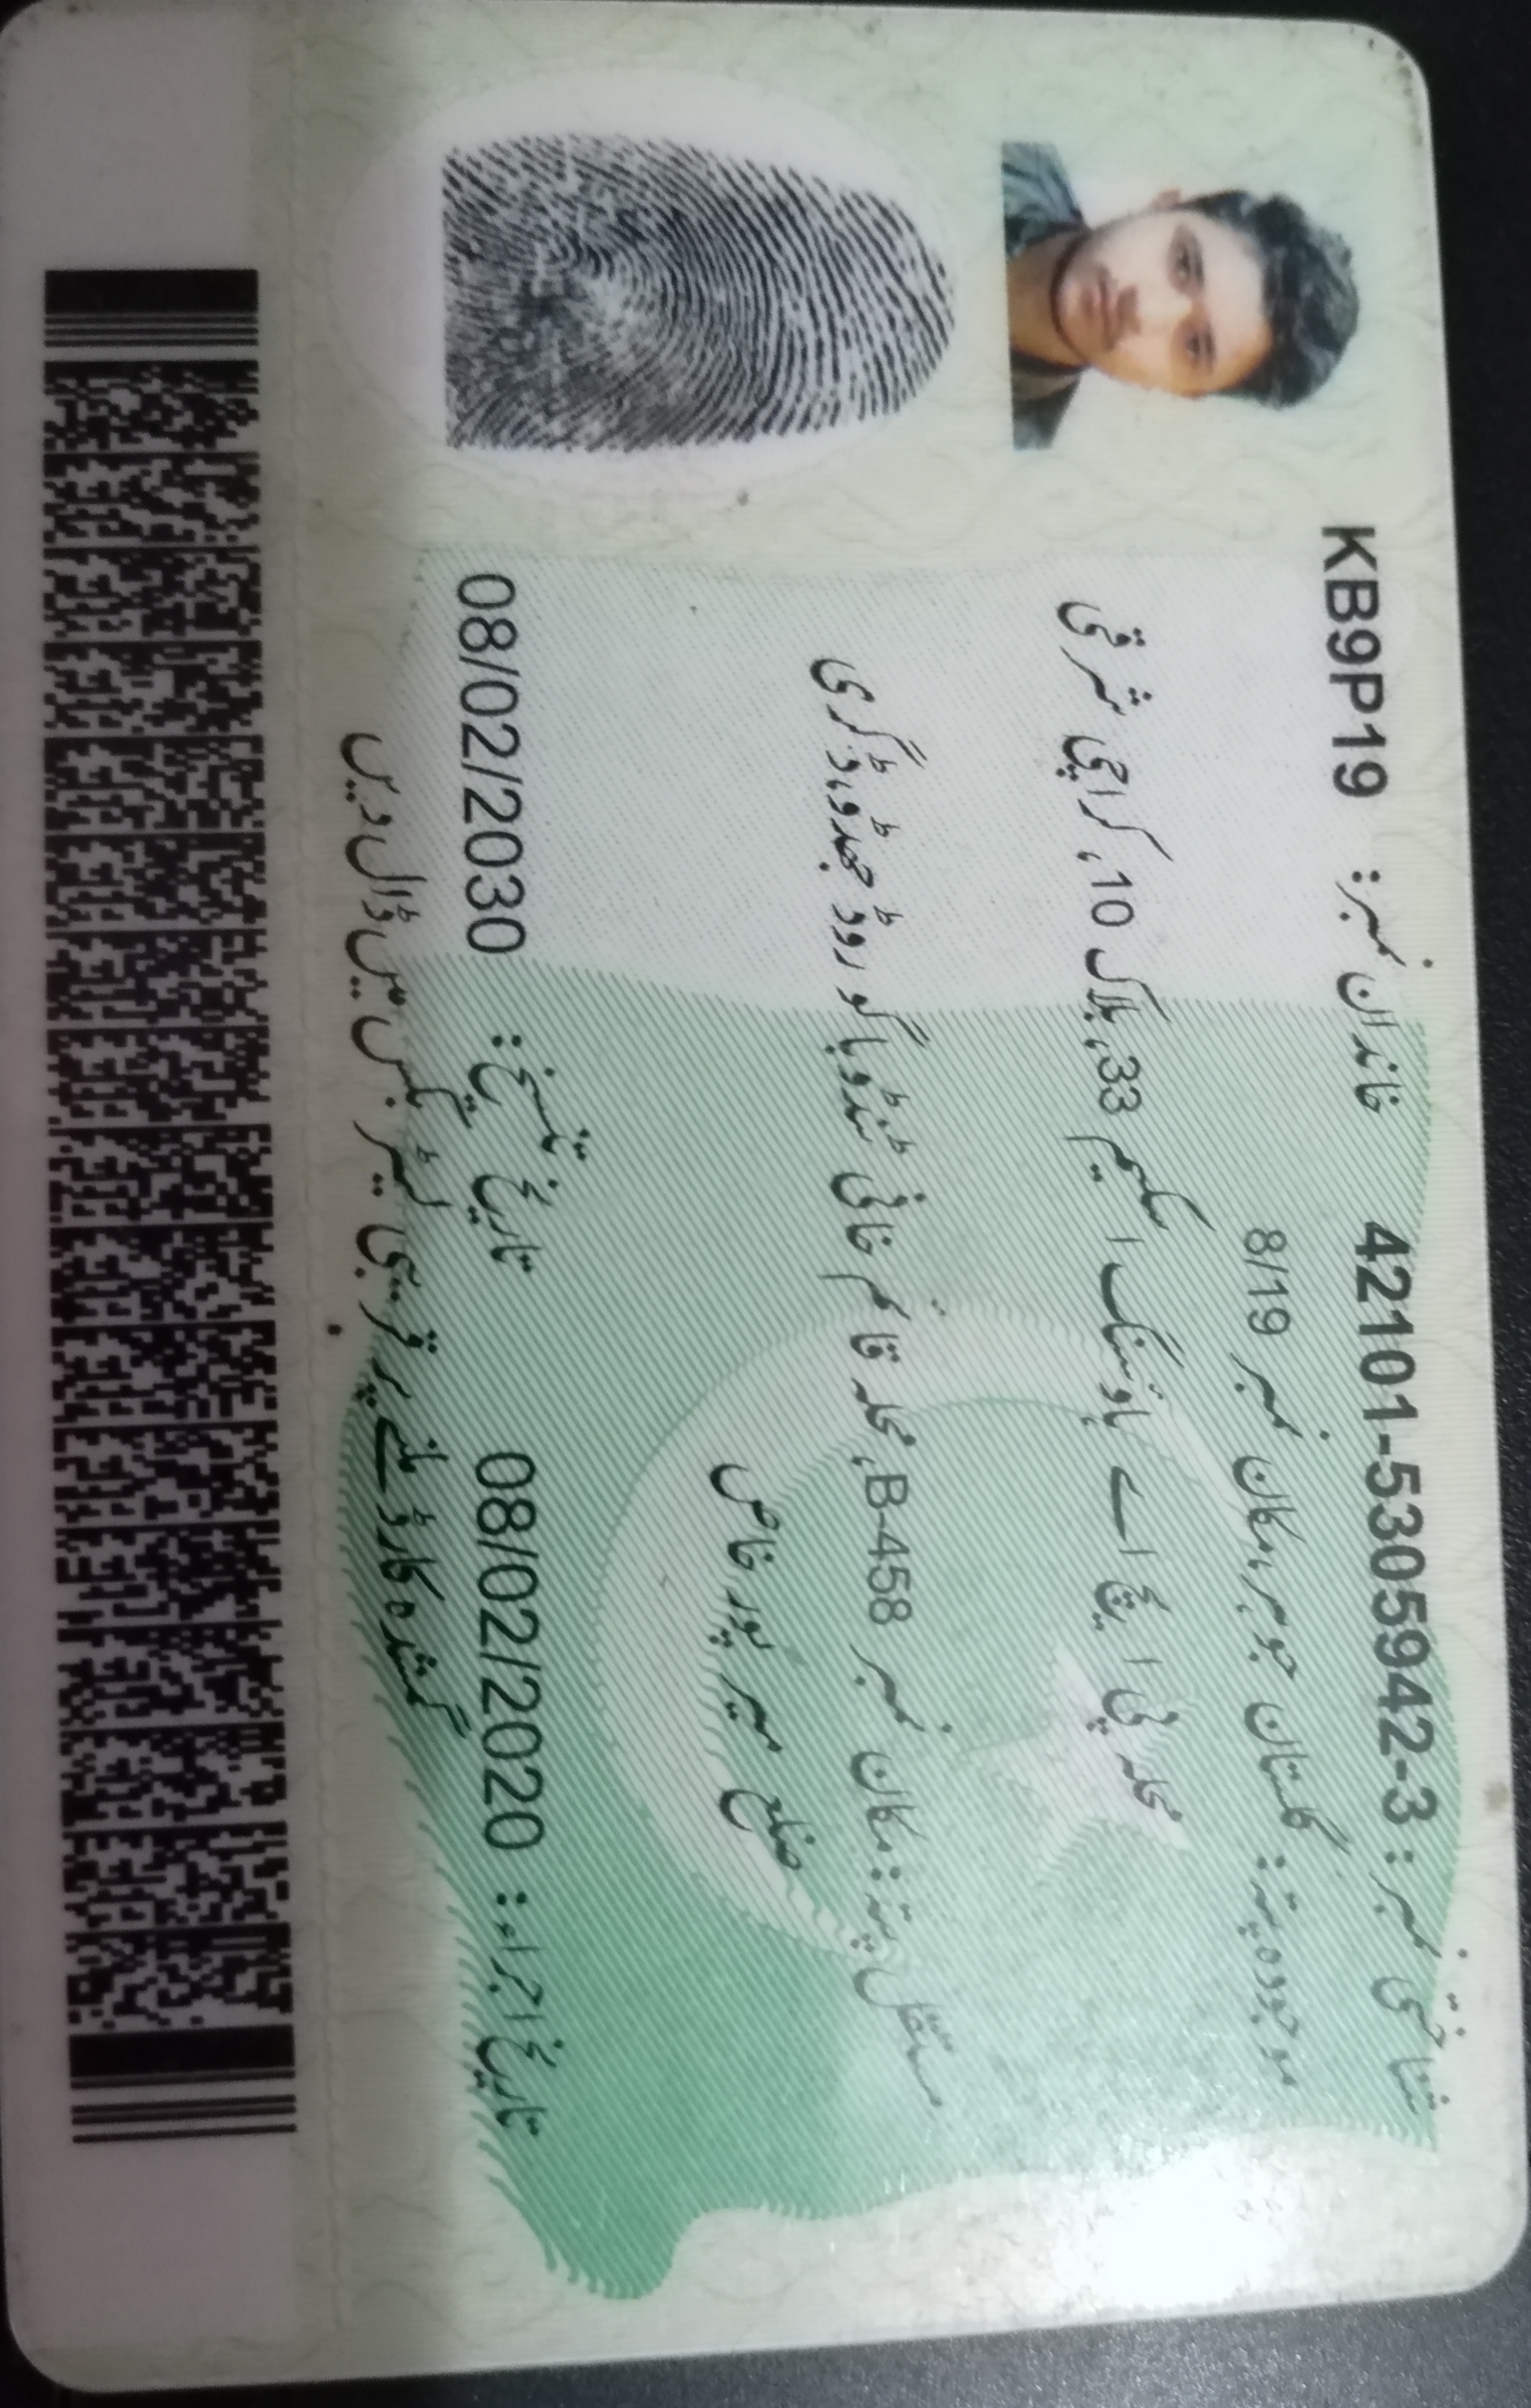 شناختی نمبر: 42101-5305942-3 خاندان نمبر: KB9P19
موجودہ پتہ: گلستان جوہر، مکان نمبر 8/19
محلہ پی ایچ اے ہاؤسنگ اسکیم 33، بلاک 10، کراچی شرقی
مستقل پتہ: مکان نمبر B-458، محلہ قائم خانی ٹنڈو باگو روڈ جھڈو، ڈگری
ضلع میر پور خاص
تاریخ اجراء: 08/02/2020 تاریخ تنسیخ: 08/02/2030
گمشدہ کارڈ ملنے پر قریبی لیٹر بکس میں ڈال دیں